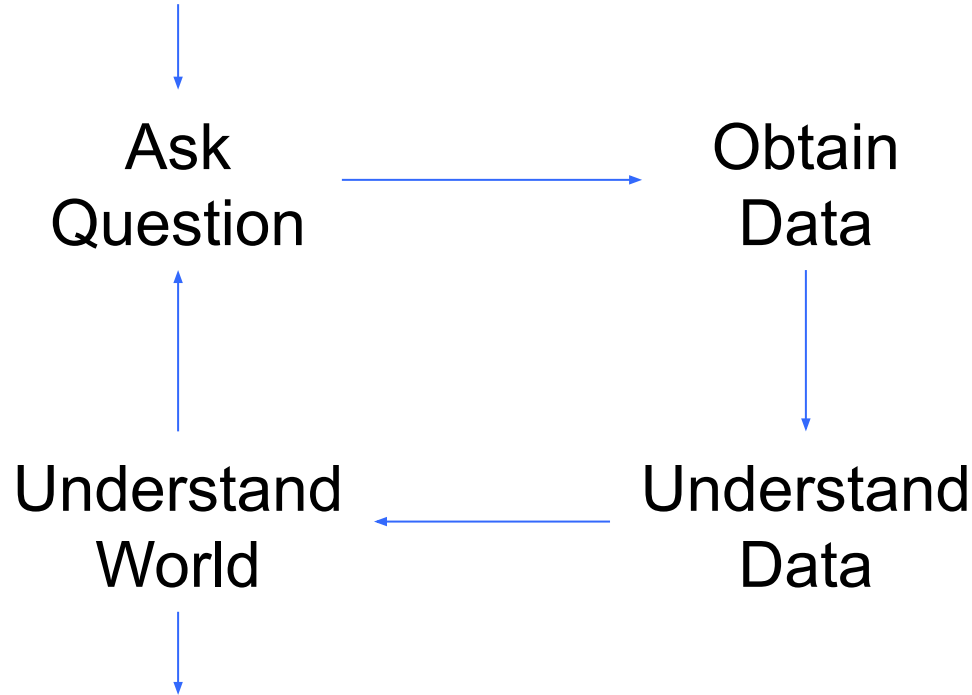 Ask
Question
Obtain
Data
Understand
World
Understand
Data